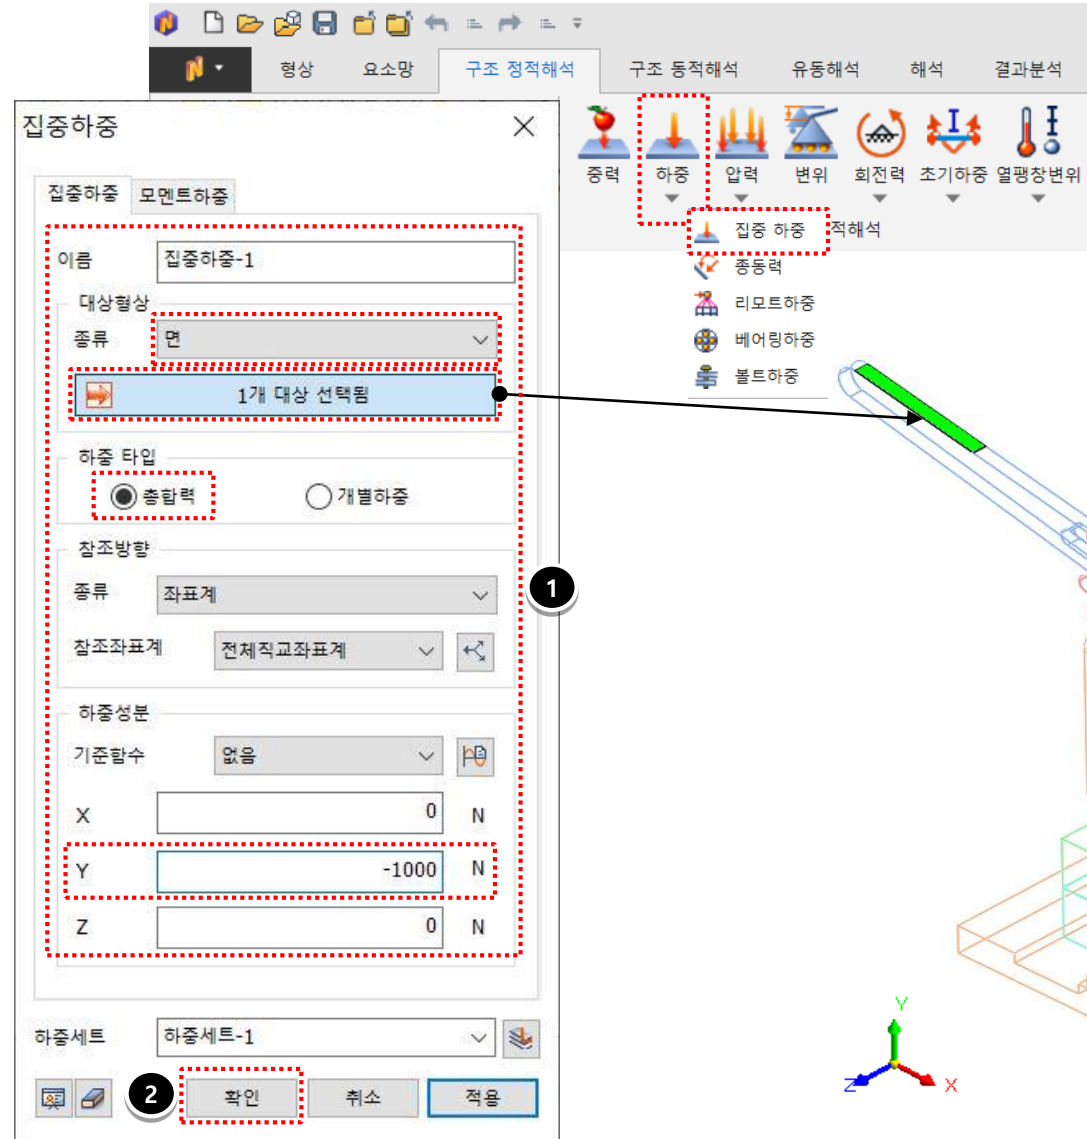 형상 요소망 구조 정적해석 구조 동적해석 유동해석 해석 결과분석
중력 하중 압력 변위 회전력 초기하중 열팽창변위
집중 하중 적해석
종동력
리모트하중
베어링하중
볼트하중
집중하중
집중하중 모멘트하중
이름 집중하중-1
대상형상
종류 면
1개 대상 선택됨
하중 타입
총합력 개별하중
참조방향
종류 좌표계
1
참조좌표계 전체직교좌표계
하중성분
기준함수 없음
X 0 N
Y -1000 N
Z 0 N
하중세트 하중세트-1
2 확인 취소 적용
Y
Z X